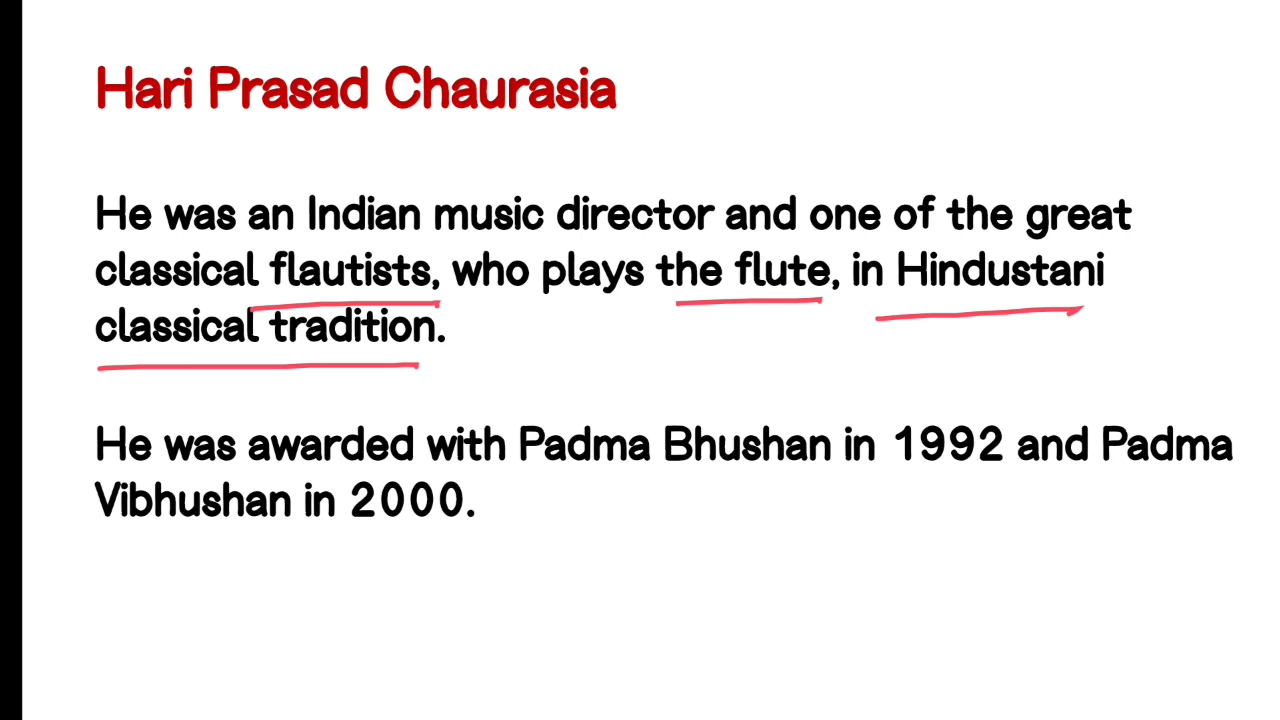 Hari Prasad Chaurasia
He was an Indian music director and one of the great
classical flautists, who plays the flute, in Hindustani
classical tradition.
He was awarded with Padma Bhushan in 1992 and Padma
Vibhushan in 2000.